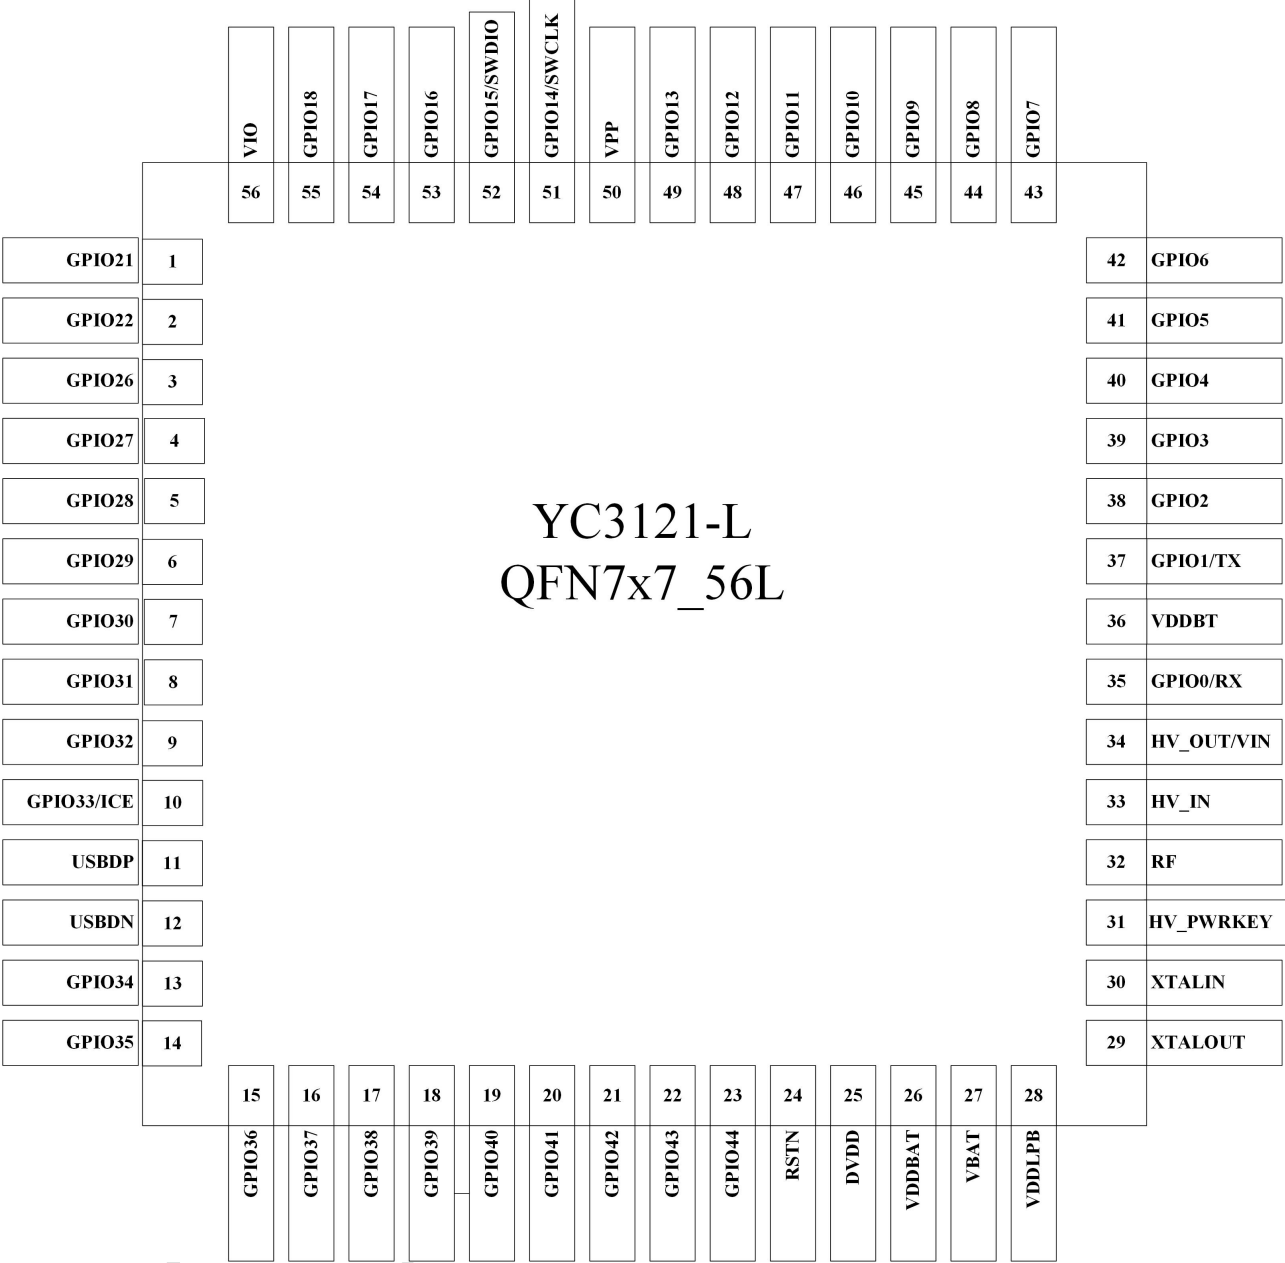 VIO
GPIO18
GPIO17
GPIO16
GPIO15/SWDIO
GPIO14/SWCLK
VPP
GPIO13
GPIO12
GPIO11
GPIO10
GPIO9
GPIO8
GPIO7
56 55 54 53 52 51 50 49 48 47 46 45 44 43
GPIO21 1
GPIO22 2
GPIO26 3
GPIO27 4
GPIO28 5
GPIO29 6
GPIO30 7
GPIO31 8
GPIO32 9
GPIO33/ICE 10
USBDP 11
USBDN 12
GPIO34 13
GPIO35 14
YC3121-L
QFN7x7_56L
42 GPIO6
41 GPIO5
40 GPIO4
39 GPIO3
38 GPIO2
37 GPIO1/TX
36 VDDBT
35 GPIO0/RX
34 HV_OUT/VIN
33 HV_IN
32 RF
31 HV_PWRKEY
30 XTALIN
29 XTALOUT
15 16 17 18 19 20 21 22 23 24 25 26 27 28
GPIO36
GPIO37
GPIO38
GPIO39
GPIO40
GPIO41
GPIO42
GPIO43
GPIO44
RSTN
DVDD
VDDBAT
VBAT
VDDLPB